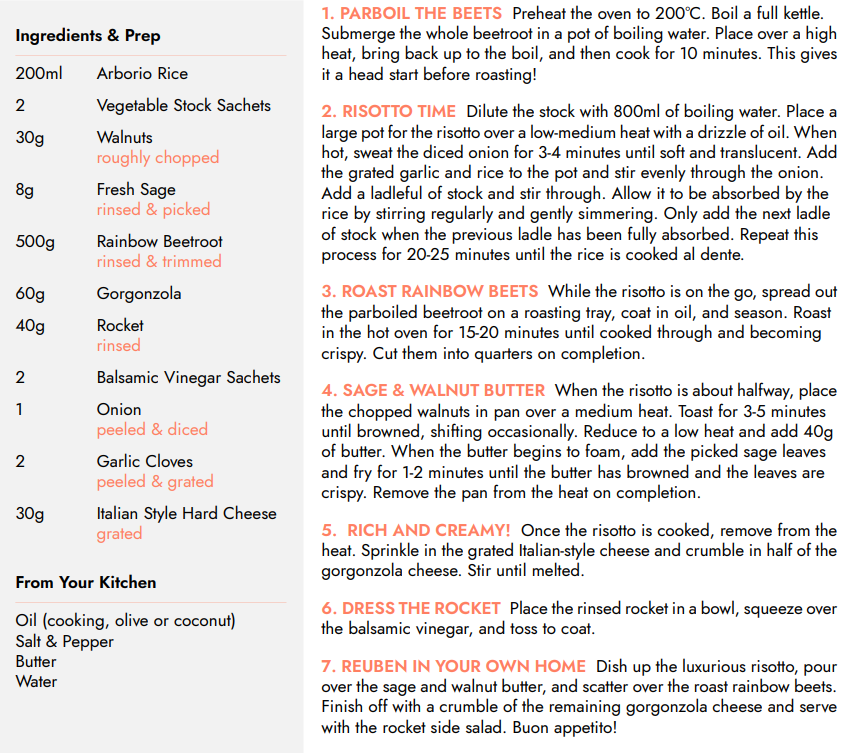 Ingredients & Prep
200ml Arborio Rice
2 Vegetable Stock Sachets
30g Walnuts
roughly chopped
8g Fresh Sage
rinsed & picked
500g Rainbow Beetroot
rinsed & trimmed
60g Gorgonzola
40g Rocket
rinsed
2 Balsamic Vinegar Sachets
1 Onion
peeled & diced
2 Garlic Cloves
peeled & grated
30g Italian Style Hard Cheese
grated
From Your Kitchen
Oil (cooking, olive or coconut)
Salt & Pepper
Butter
Water
1. PARBOIL THE BEETS Preheat the oven to 200°C. Boil a full kettle.
Submerge the whole beetroot in a pot of boiling water. Place over a high
heat, bring back up to the boil, and then cook for 10 minutes. This gives
it a head start before roasting!
2. RISOTTO TIME Dilute the stock with 800ml of boiling water. Place a
large pot for the risotto over a low-medium heat with a drizzle of oil. When
hot, sweat the diced onion for 3-4 minutes until soft and translucent. Add
the grated garlic and rice to the pot and stir evenly through the onion.
Add a ladleful of stock and stir through. Allow it to be absorbed by the
rice by stirring regularly and gently simmering. Only add the next ladle
of stock when the previous ladle has been fully absorbed. Repeat this
process for 20-25 minutes until the rice is cooked al dente.
3. ROAST RAINBOW BEETS While the risotto is on the go, spread out
the parboiled beetroot on a roasting tray, coat in oil, and season. Roast
in the hot oven for 15-20 minutes until cooked through and becoming
crispy. Cut them into quarters on completion.
4. SAGE & WALNUT BUTTER When the risotto is about halfway, place
the chopped walnuts in pan over a medium heat. Toast for 3-5 minutes
until browned, shifting occasionally. Reduce to a low heat and add 40g
of butter. When the butter begins to foam, add the picked sage leaves
and fry for 1-2 minutes until the butter has browned and the leaves are
crispy. Remove the pan from the heat on completion.
5. RICH AND CREAMY! Once the risotto is cooked, remove from the
heat. Sprinkle in the grated Italian-style cheese and crumble in half of the
gorgonzola cheese. Stir until melted.
6. DRESS THE ROCKET Place the rinsed rocket in a bowl, squeeze over
the balsamic vinegar, and toss to coat.
7. REUBEN IN YOUR OWN HOME Dish up the luxurious risotto, pour
over the sage and walnut butter, and scatter over the roast rainbow beets.
Finish off with a crumble of the remaining gorgonzola cheese and serve
with the rocket side salad. Buon appetito!